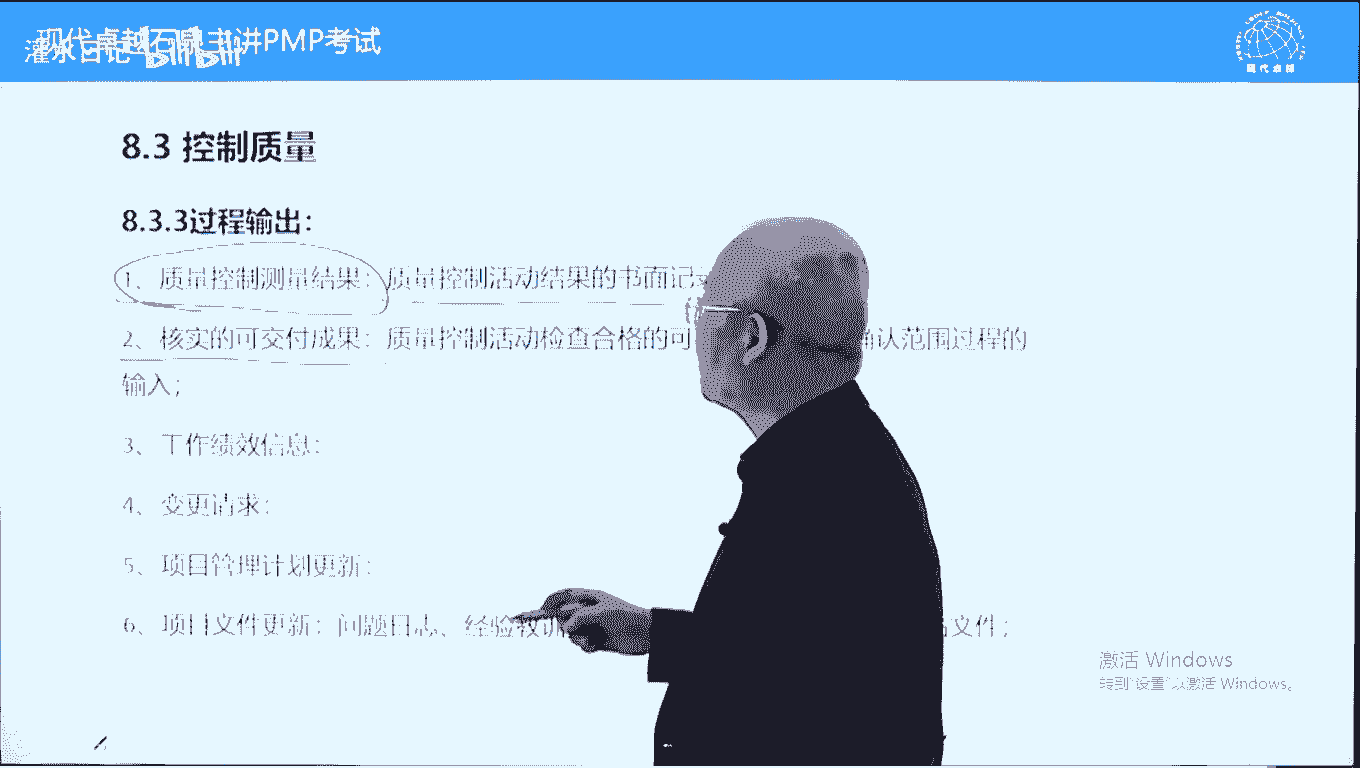 现代卓越石泉主讲PMP考试
灌水日记 bilibili
现代卓越
8.3 控制质量
8.3.3过程输出：
1、质量控制测量结果：质量控制活动结果的书面记
2、核实的可交付成果：质量控制活动检查合格的可 确认范围过程的
输入；
3、工作绩效信息：
4、变更请求：
5、项目管理计划更新：
6、项目文件更新：问题日志、经验教训 文件；
激活 Windows
转到"设置"以激活 Windows。